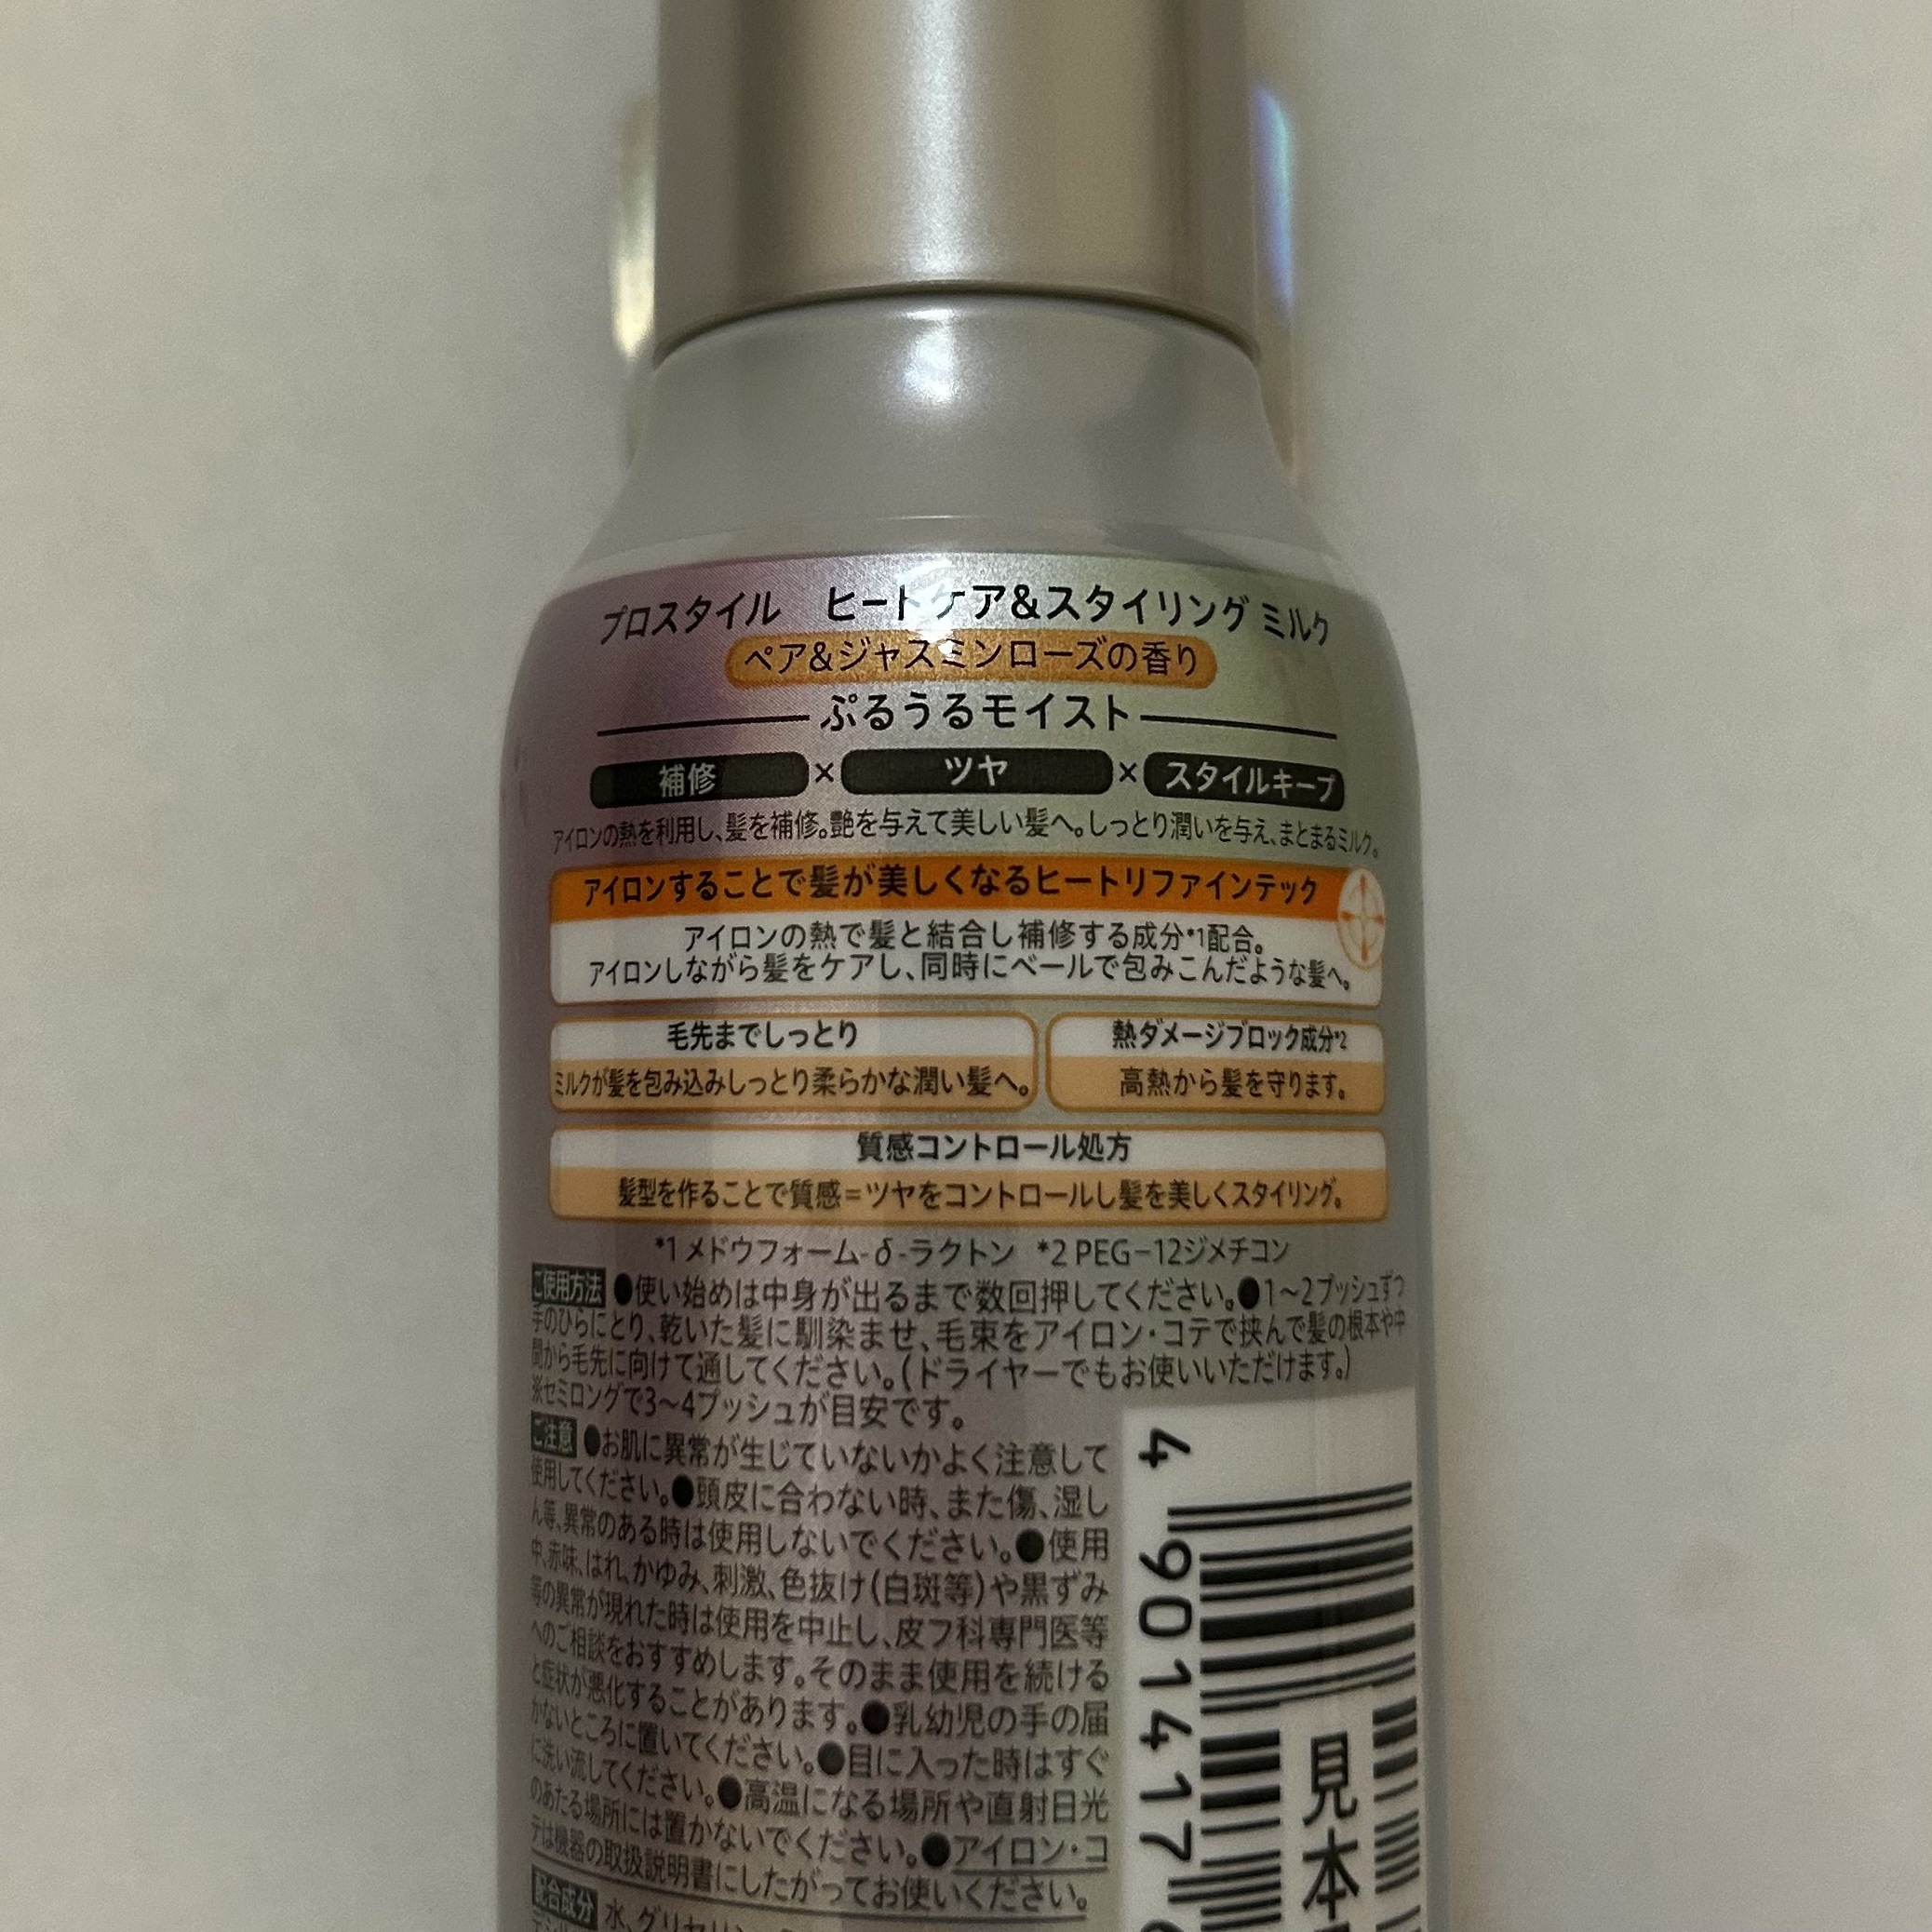 プロスタイル ヒートケア&スタイリング ミルク
ペア&ジャスミンローズの香り
ぷるうるモイスト
補修×ツヤ×スタイルキープ
アイロンの熱を利用し、髪を補修。艶を与えて美しい髪へ。しっとり潤いを与え、まとまるミルク。
アイロンすることで髪が美しくなるヒートリファインテック
アイロンの熱で髪と結合し補修する成分*1配合。
アイロンしながら髪をケアし、同時にベールで包みこんだような髪へ。
毛先までしっとり
ミルクが髪を包み込みしっとり柔らかな潤い髪へ。
熱ダメージブロック成分*2
高熱から髪を守ります。
質感コントロール処方
髪型を作ることで質感=ツヤをコントロールし髪を美しくスタイリング。
*1 メドウフォーム-δ-ラクトン *2 PEG-12ジメチコン
ご使用方法 ●使い始めは中身が出るまで数回押してください。●1~2プッシュずつ
手のひらにとり、乾いた髪に馴染ませ、毛束をアイロン・コテで挟んで髪の根本や中
間から毛先に向けて通してください。(ドライヤーでもお使いいただけます。)
※セミロングで3~4プッシュが目安です。
ご注意 ●お肌に異常が生じていないかよく注意して
使用してください。●頭皮に合わない時、また傷、湿し
ん等、異常のある時は使用しないでください。●使用
中、赤味、はれ、かゆみ、刺激、色抜け(白斑等)や黒ずみ
等の異常が現れた時は使用を中止し、皮フ科専門医等
へのご相談をおすすめします。そのまま使用を続ける
と症状が悪化することがあります。●乳幼児の手の届
かないところに置いてください。●目に入った時はすぐ
に洗い流してください。●高温になる場所や直射日光
のあたる場所には置かないでください。●アイロン・コ
テは機器の取扱説明書にしたがってお使いください。
配合成分 水、グリセリン、
4 901417
見本